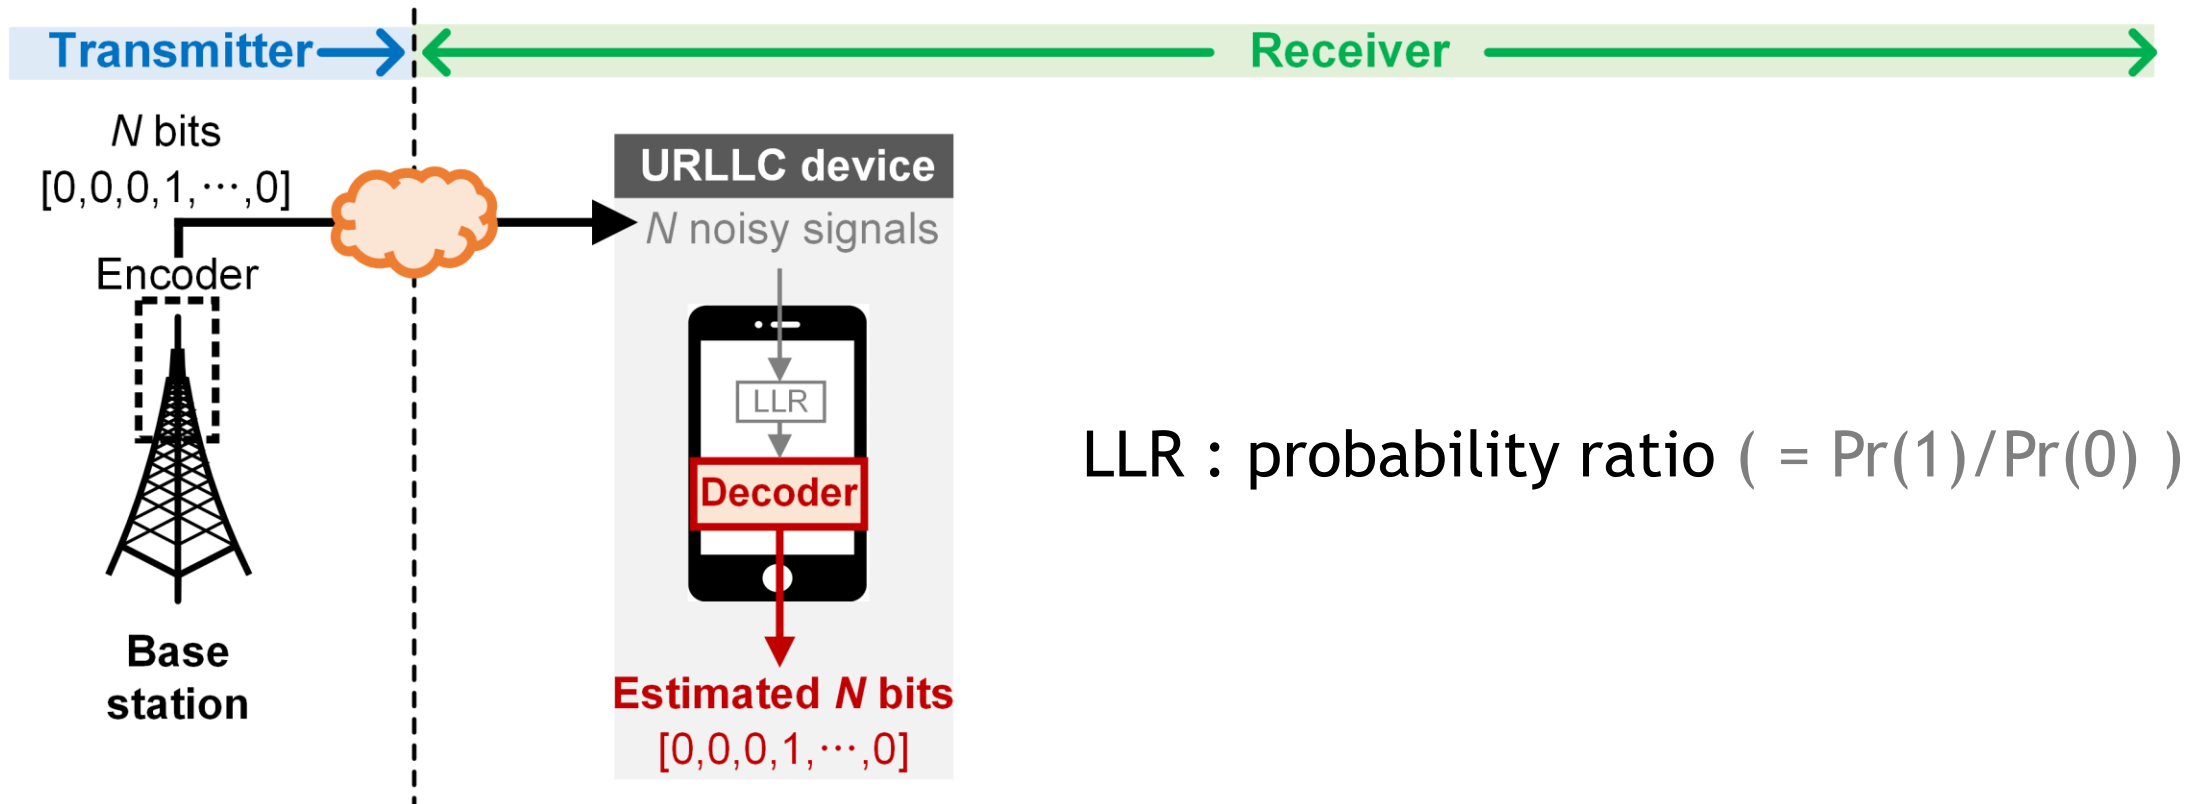 Transmitter
Receiver
N bits
[0,0,0,1,⋯,0]
Encoder
Base
station
URLLC device
N noisy signals
LLR
Decoder
Estimated N bits
[0,0,0,1,⋯,0]
LLR : probability ratio ( = Pr(1)/Pr(0) )